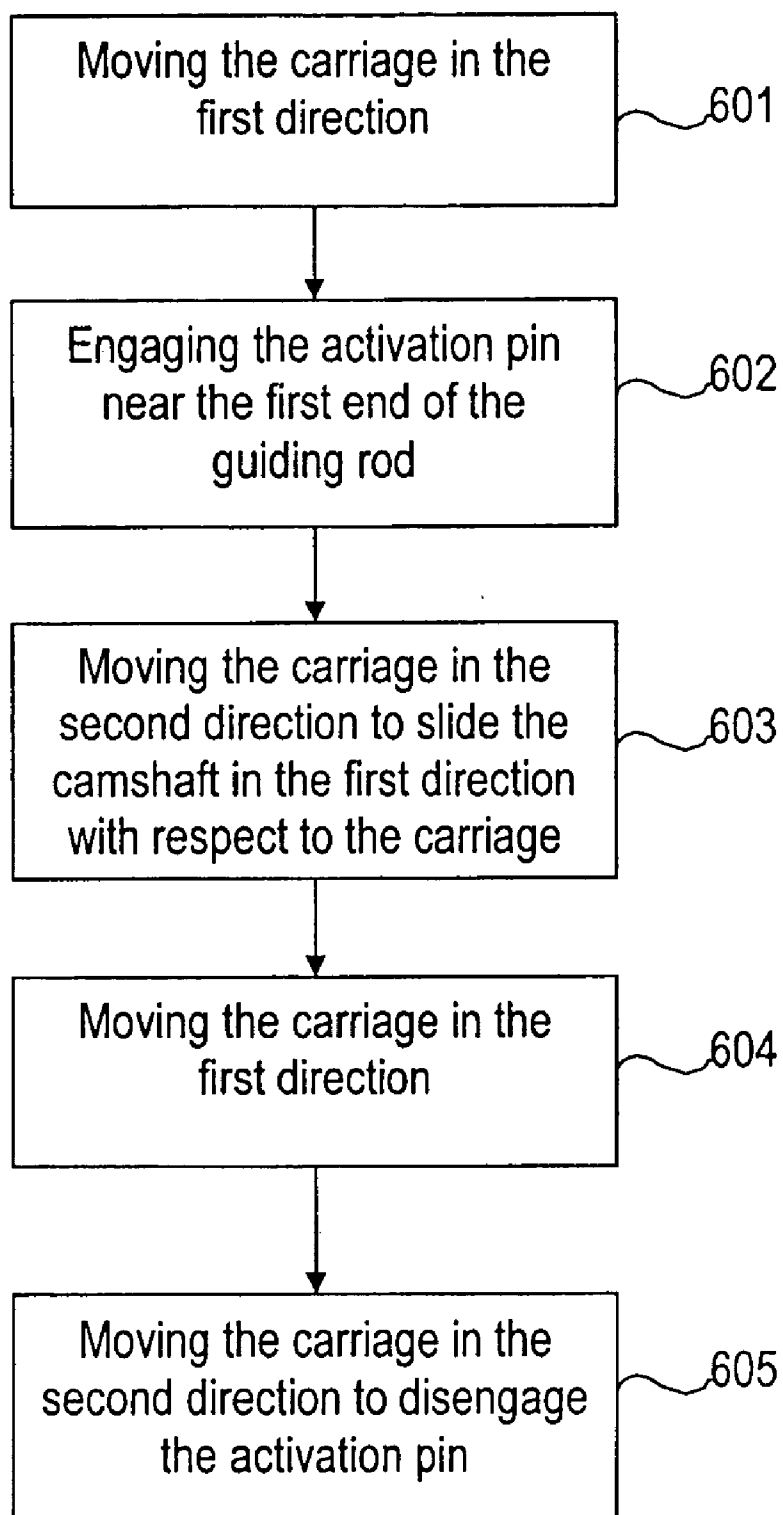 Moving the carriage in the
first direction
601
Engaging the activation pin
near the first end of the
guiding rod
602
Moving the carriage in the
second direction to slide the
camshaft in the first direction
with respect to the carriage
603
Moving the carriage in the
first direction
604
Moving the carriage in the
second direction to disengage
the activation pin
605